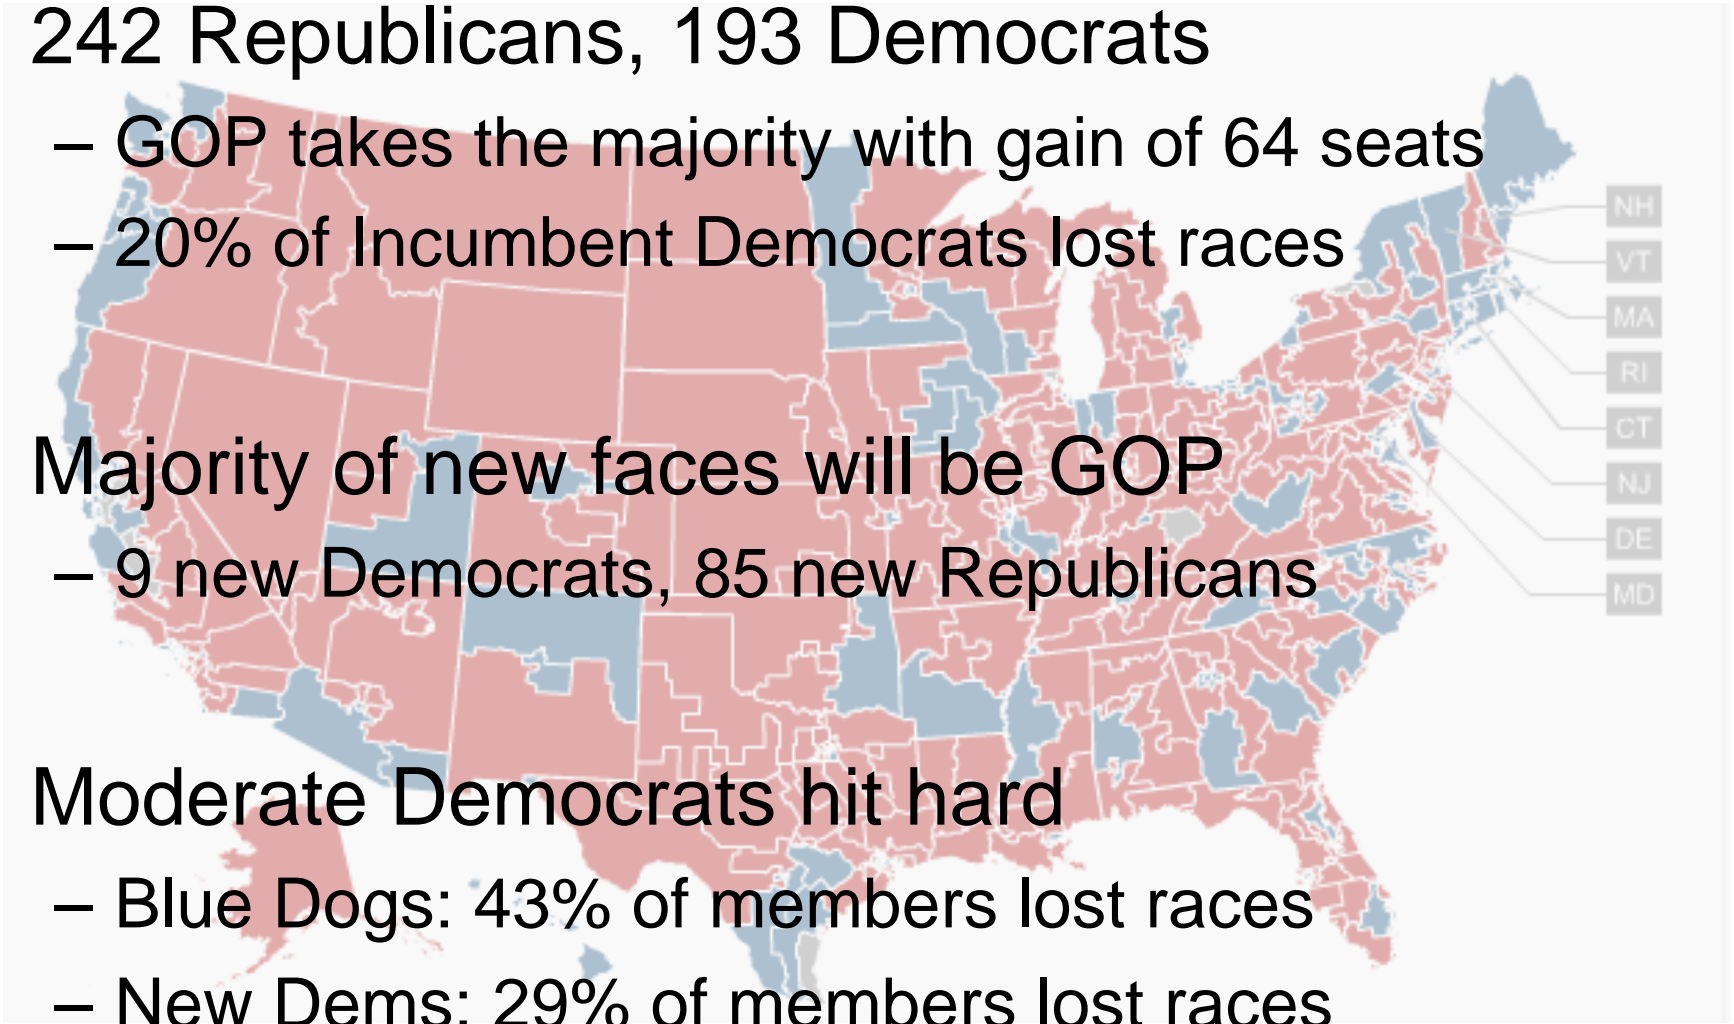 242 Republicans, 193 Democrats
– GOP takes the majority with gain of 64 seats
– 20% of Incumbent Democrats lost races
NH
VT
MA
RI
CT
NJ
DE
MD
Majority of new faces will be GOP
– 9 new Democrats, 85 new Republicans
Moderate Democrats hit hard
– Blue Dogs: 43% of members lost races
– New Dems: 29% of members lost races